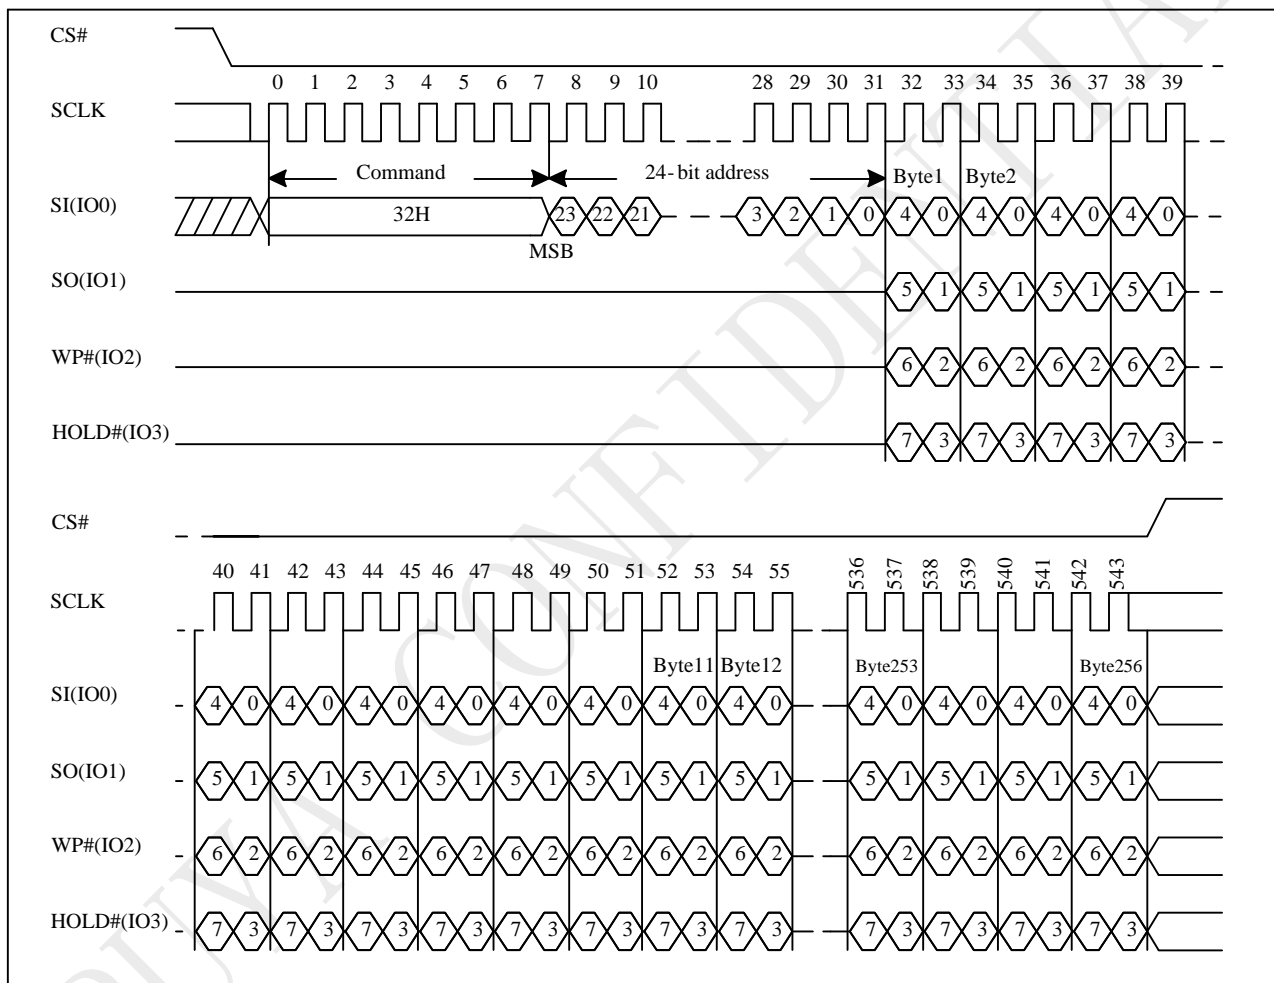 CS#
0 1 2 3 4 5 6 7 8 9 10 28 29 30 31 32 33 34 35 36 37 38 39
SCLK
Command 24-bit address Byte1 Byte2
SI(IO0) 32H 23 22 21 3 2 1 0 4 0 4 0 4 0 4 0
MSB
SO(IO1) 5 1 5 1 5 1 5 1
WP#(IO2) 6 2 6 2 6 2 6 2
HOLD#(IO3) 7 3 7 3 7 3 7 3
CS#
40 41 42 43 44 45 46 47 48 49 50 51 52 53 54 55 536 537 538 539 540 541 542 543
SCLK
Byte11 Byte12 Byte253 Byte256
SI(IO0) 4 0 4 0 4 0 4 0 4 0 4 0 4 0 4 0 4 0 4 0 4 0 4 0
SO(IO1) 5 1 5 1 5 1 5 1 5 1 5 1 5 1 5 1 5 1 5 1 5 1 5 1
WP#(IO2) 6 2 6 2 6 2 6 2 6 2 6 2 6 2 6 2 6 2 6 2 6 2 6 2
HOLD#(IO3) 7 3 7 3 7 3 7 3 7 3 7 3 7 3 7 3 7 3 7 3 7 3 7 3
PUYA CONFIDENTIAL